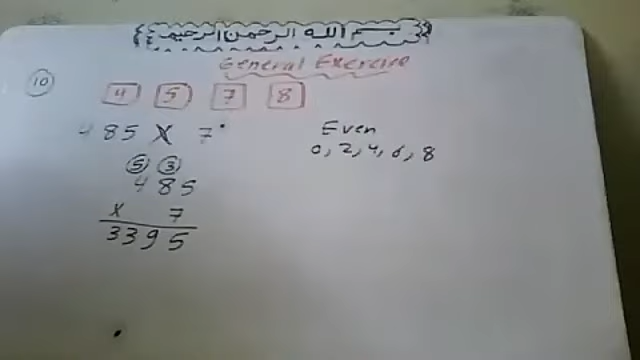 بسم الله الرحمن الرحيم
General Exercise
10
4 5 7 8
485 X 7
Even
0, 2, 4, 6, 8
5 3
485
x 7
3395